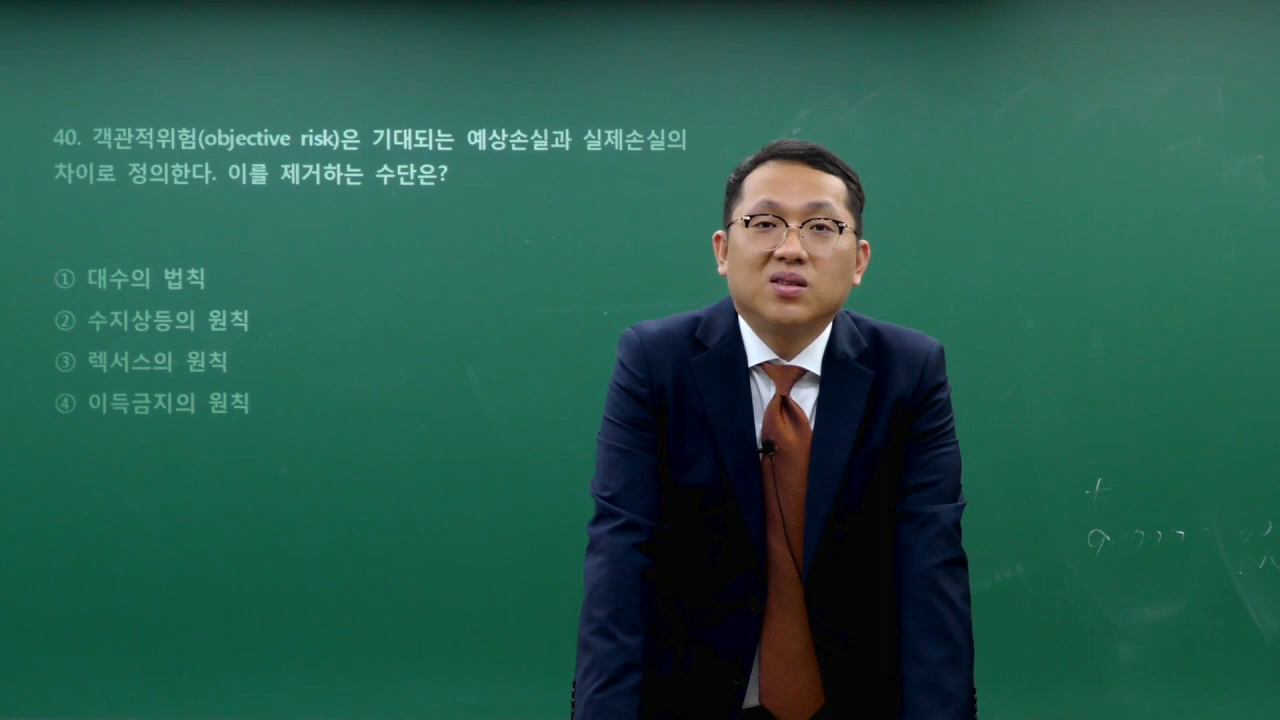 40. 객관적위험(objective risk)은 기대되는 예상손실과 실제손실의
차이로 정의한다. 이를 제거하는 수단은?
① 대수의 법칙
② 수지상등의 원칙
③ 렉서스의 원칙
④ 이득금지의 원칙